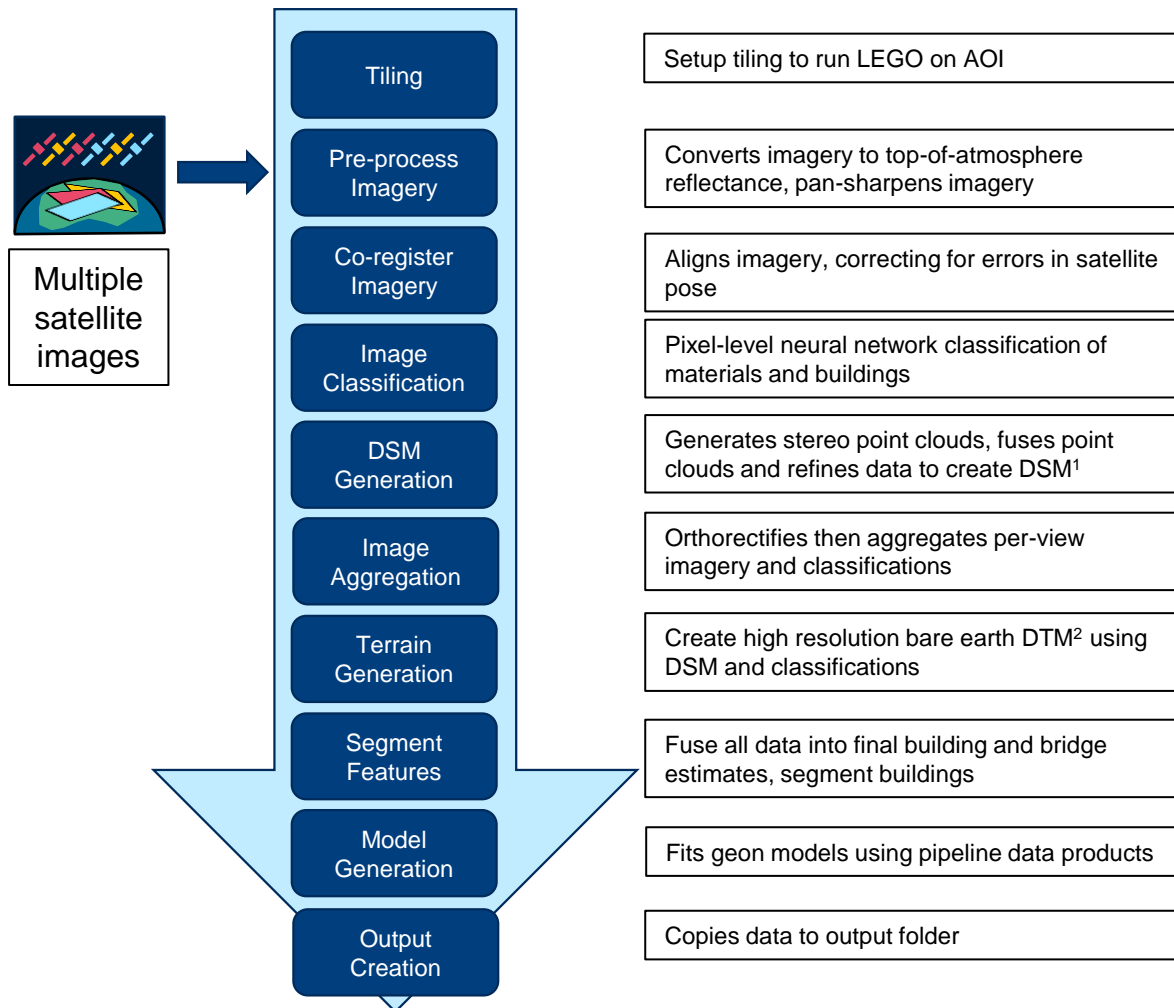 Tiling
Setup tiling to run LEGO on AOI
Pre-process
Imagery
Converts imagery to top-of-atmosphere
reflectance, pan-sharpens imagery
Multiple
satellite
images
Co-register
Imagery
Aligns imagery, correcting for errors in satellite
pose
Image
Classification
Pixel-level neural network classification of
materials and buildings
DSM
Generation
Generates stereo point clouds, fuses point
clouds and refines data to create DSM¹
Image
Aggregation
Orthorectifies then aggregates per-view
imagery and classifications
Terrain
Generation
Create high resolution bare earth DTM² using
DSM and classifications
Segment
Features
Fuse all data into final building and bridge
estimates, segment buildings
Model
Generation
Fits geon models using pipeline data products
Output
Creation
Copies data to output folder